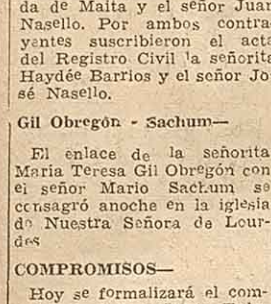 da de Maita y el señor Juan
Nasello. Por ambos contra-
yentes suscribieron el acta
del Registro Civil la señorita
Haydée Barrios y el señor Jo
sé Nasello.
Gil Obregón - Sachum—
El enlace de la señorita
Maria Teresa Gil Obregón con
el señor Mario Sachum se
consagró anoche en la iglesia
de Nuestra Señora de Lour-
des
COMPROMISOS—
Hoy se formalizará el com-